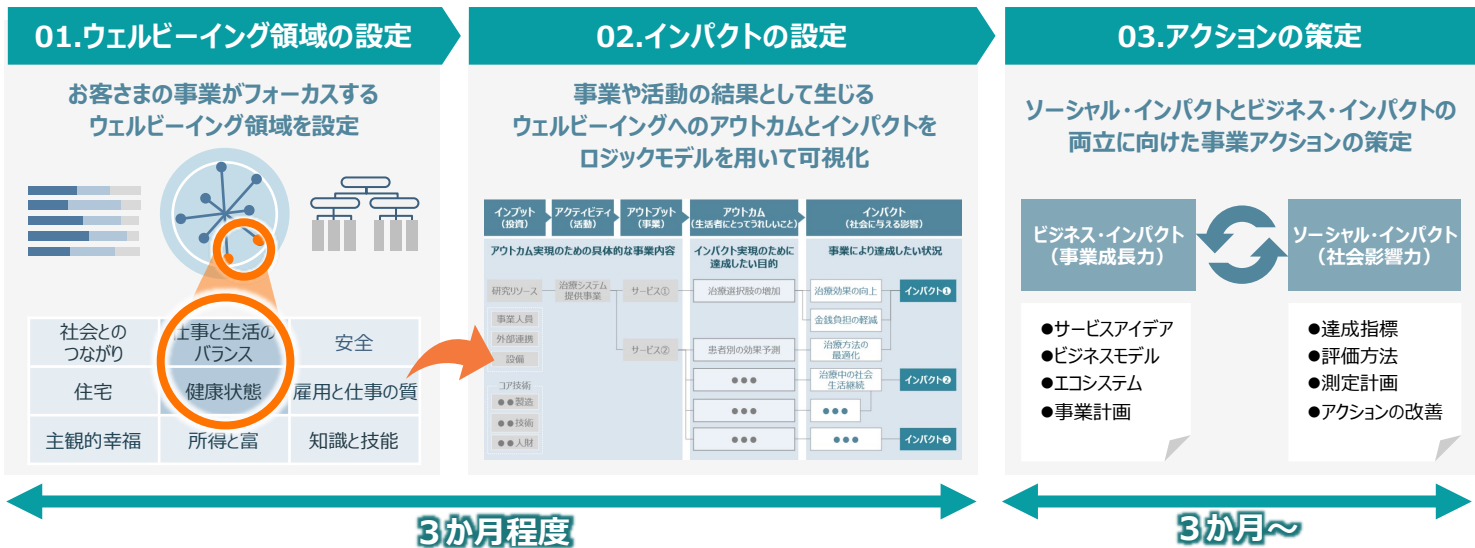 01.ウェルビーイング領域の設定
お客さまの事業がフォーカスする
ウェルビーイング領域を設定
社会との
つながり
仕事と生活の
バランス
安全
住宅
健康状態
雇用と仕事の質
主観的幸福
所得と富
知識と技能
02.インパクトの設定
事業や活動の結果として生じる
ウェルビーイングへのアウトカムとインパクトを
ロジックモデルを用いて可視化
インプット
(投資)
アクティビティ
(活動)
アウトプット
(事業)
アウトカム
(生活者にとってうれしいこと)
インパクト
(社会に与える影響)
アウトカム実現のための具体的な事業内容
インパクト実現のために
達成したい目的
事業により達成したい状況
研究リソース
治療システム
提供事業
サービス①
治療選択肢の増加
治療効果の向上
インパクト❶
事業人員
金銭負担の軽減
外部連携
サービス②
患者別の効果予測
治療方法の
最適化
設備
●●●
治療中の社会
生活継続
インパクト❷
コア技術
●●製造
●●●
●●●
●●技術
●●人財
●●●
●●●
インパクト❸
03.アクションの策定
ソーシャル・インパクトとビジネス・インパクトの
両立に向けた事業アクションの策定
ビジネス・インパクト
(事業成長力)
ソーシャル・インパクト
(社会影響力)
●サービスアイデア
●ビジネスモデル
●エコシステム
●事業計画
●達成指標
●評価方法
●測定計画
●アクションの改善
3か月程度
3か月～